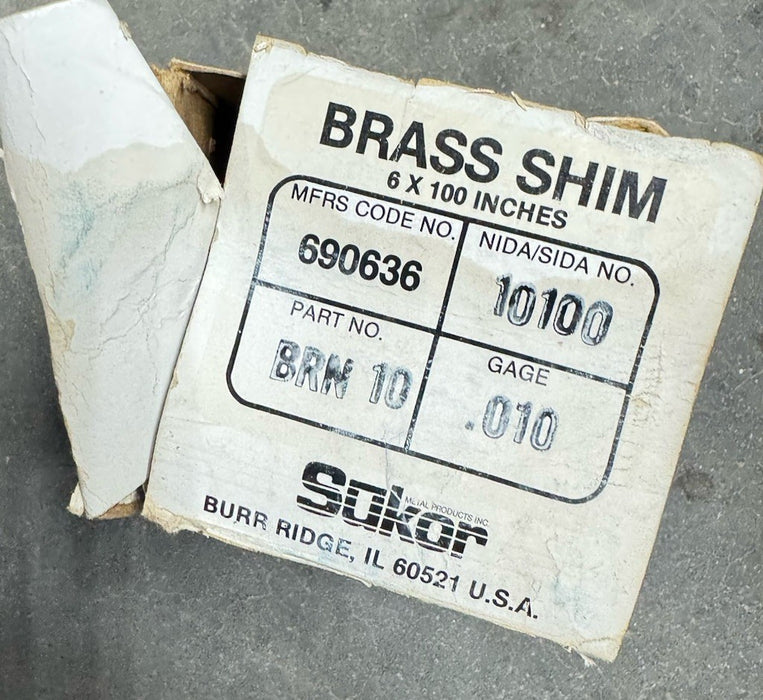 BRASS SHIM
6 X 100 INCHES
MFRS CODE NO.
690636
NIDA/SIDA NO.
10100
PART NO.
BRN 10
GAGE
.010
Sükar
METAL PRODUCTS INC.
BURR RIDGE, IL 60521 U.S.A.